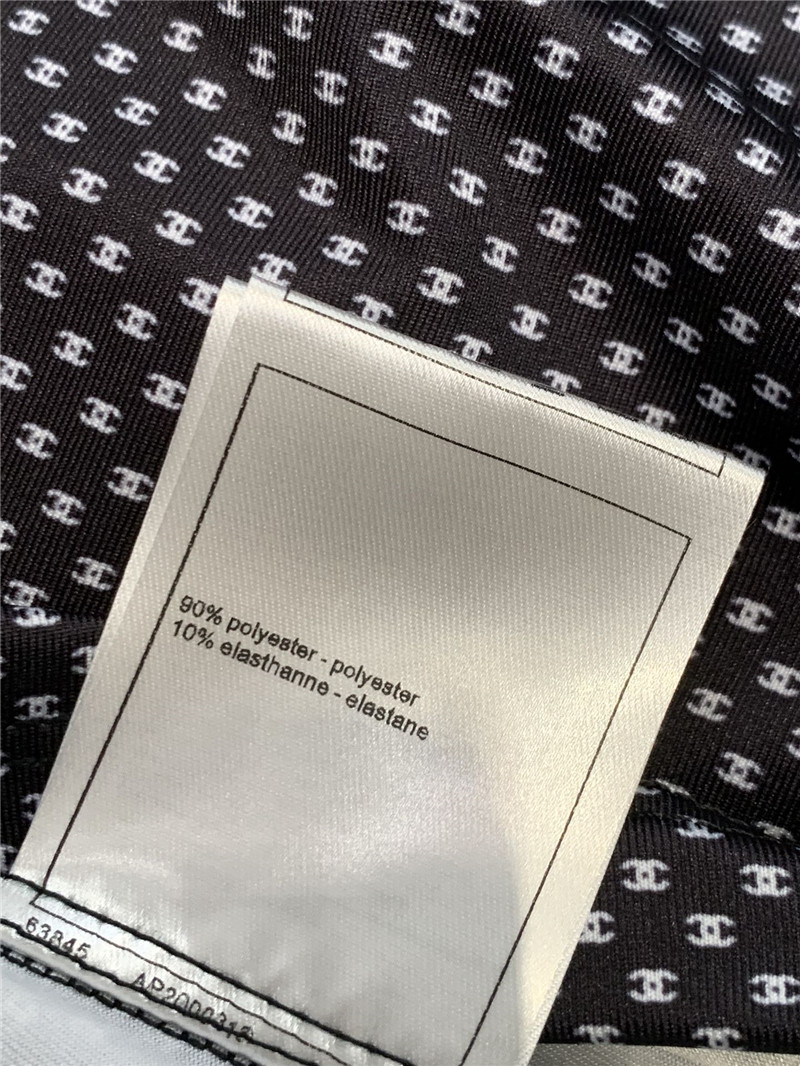 90% polyester - polyester
10% elasthanne - elastane
63845